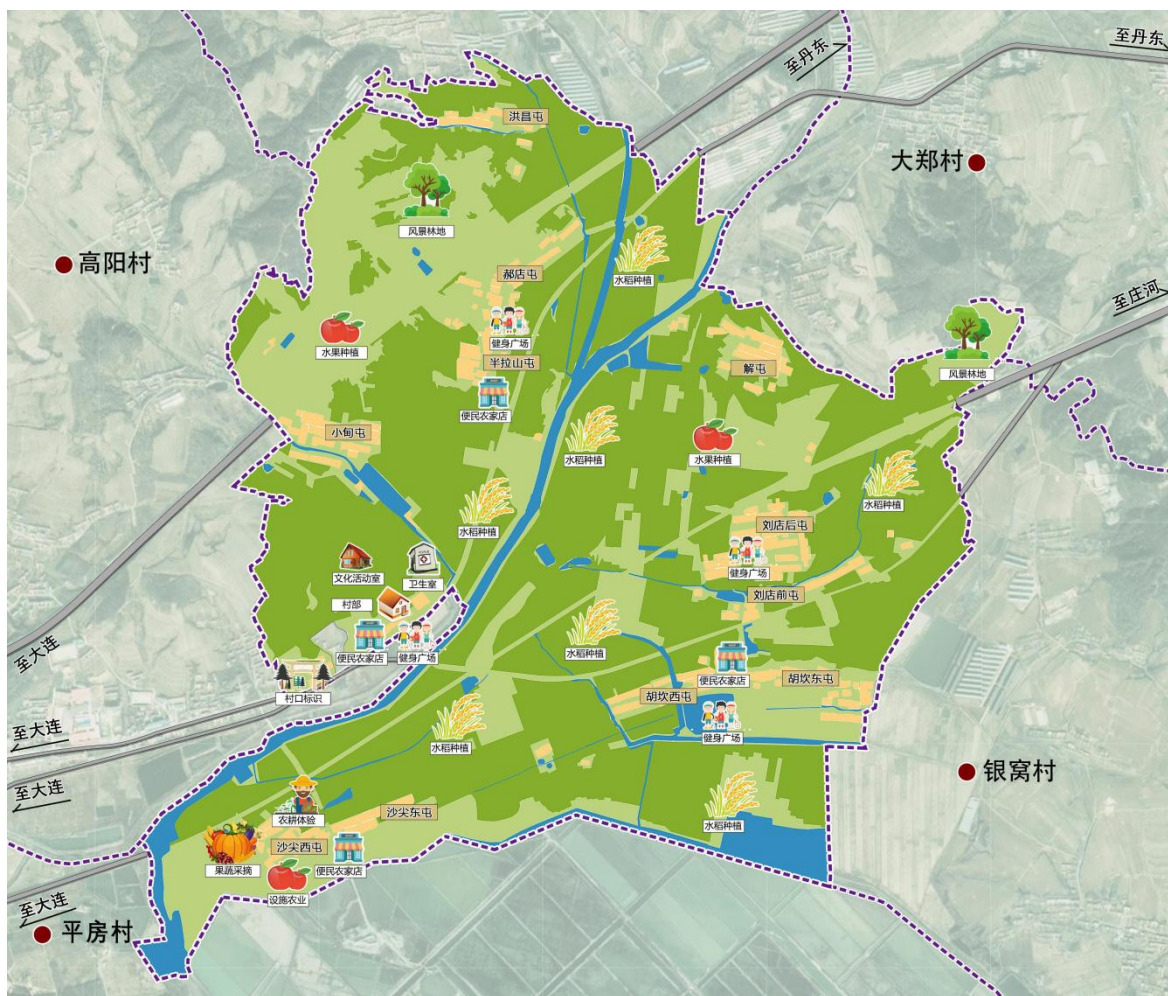 至丹东
至丹东
洪昌屯
大郑村
风景林地
高阳村
郝店屯
水稻种植
至庄河
健身广场
水果种植
半拉山屯
解屯
风景林地
便民农家店
小甸屯
水稻种植
水果种植
水稻种植
水稻种植
刘店后屯
文化活动室
卫生室
健身广场
村部
刘店前屯
至大连
便民农家店
健身广场
水稻种植
便民农家店
胡坎东屯
村口标识
胡坎西屯
至大连
水稻种植
健身广场
至大连
银窝村
农耕体验
沙尖东屯
水稻种植
沙尖西屯
果蔬采摘
便民农家店
设施农业
至大连
平房村